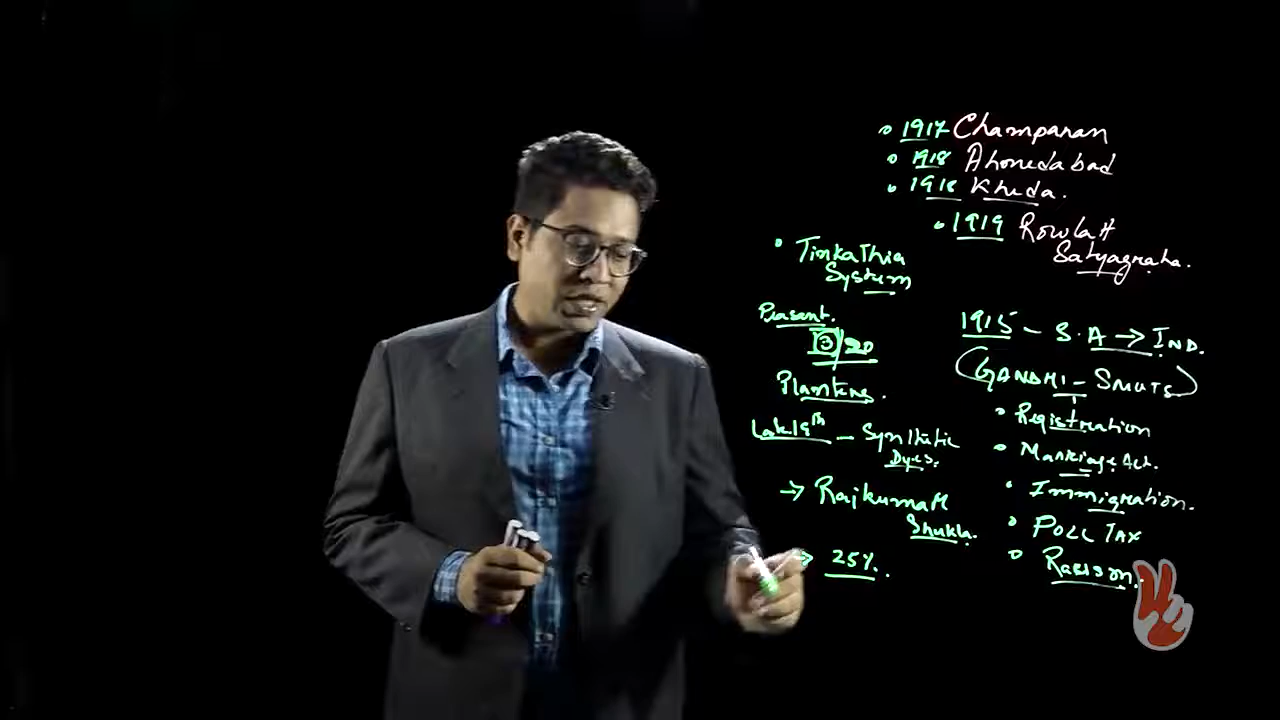 • 1917 Champaran
• 1918 Ahmedabad
• 1918 Kheda.
• 1919 Rowlatt
Satyagraha.
• Tinkathia
System
Peasant.
3/20
Planters.
Late 19th – Synthetic
Dyes.
→ Rajkumar
Shukla.
→ 25%.
1915 – S.A → IND.
(GANDHI – SMUTS)
• Registration
• Marriage Act.
• Immigration.
• POLL TAX
• Racism.